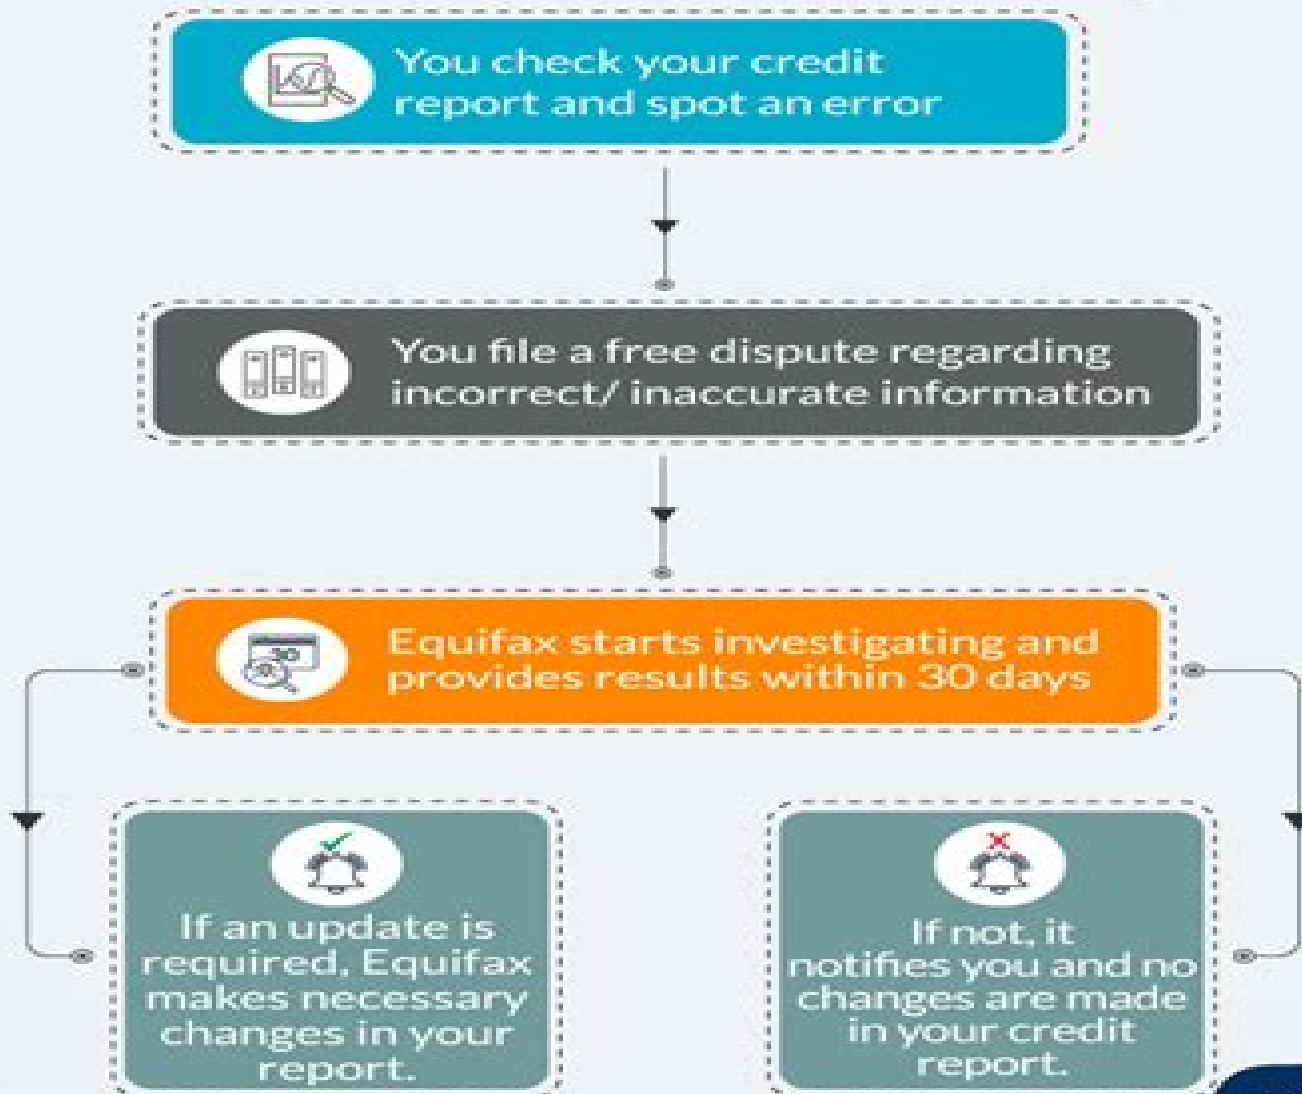 You check your credit
report and spot an error
You file a free dispute regarding
incorrect/ inaccurate information
30
Equifax starts investigating and
provides results within 30 days
If an update is
required, Equifax
makes necessary
changes in your
report.
If not, it
notifies you and no
changes are made
in your credit
report.